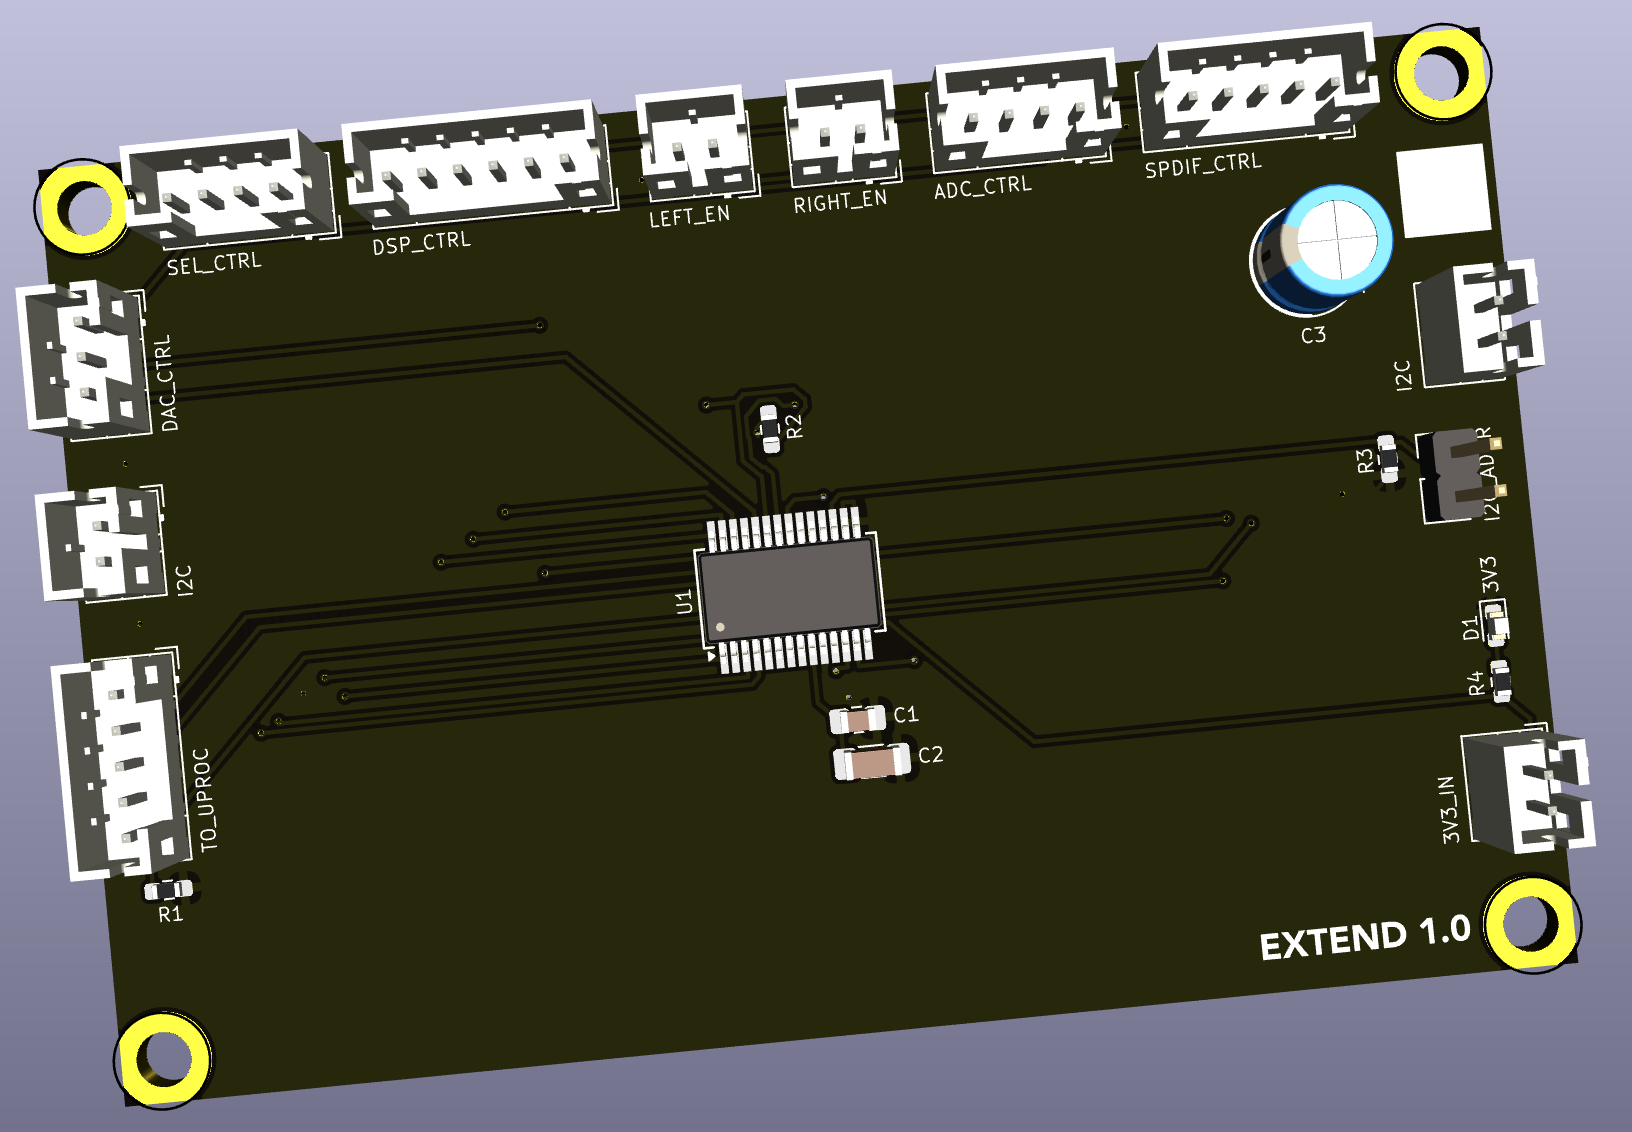 SPDIF_CTRL
ADC_CTRL
RIGHT_EN
LEFT_EN
DSP_CTRL
SEL_CTRL
C3
DAC_CTRL
I2C
R2
R3
I2C
U1
3V3
D1
R4
C1
C2
TO_UPROC
3V3_IN
R1
EXTEND 1.0